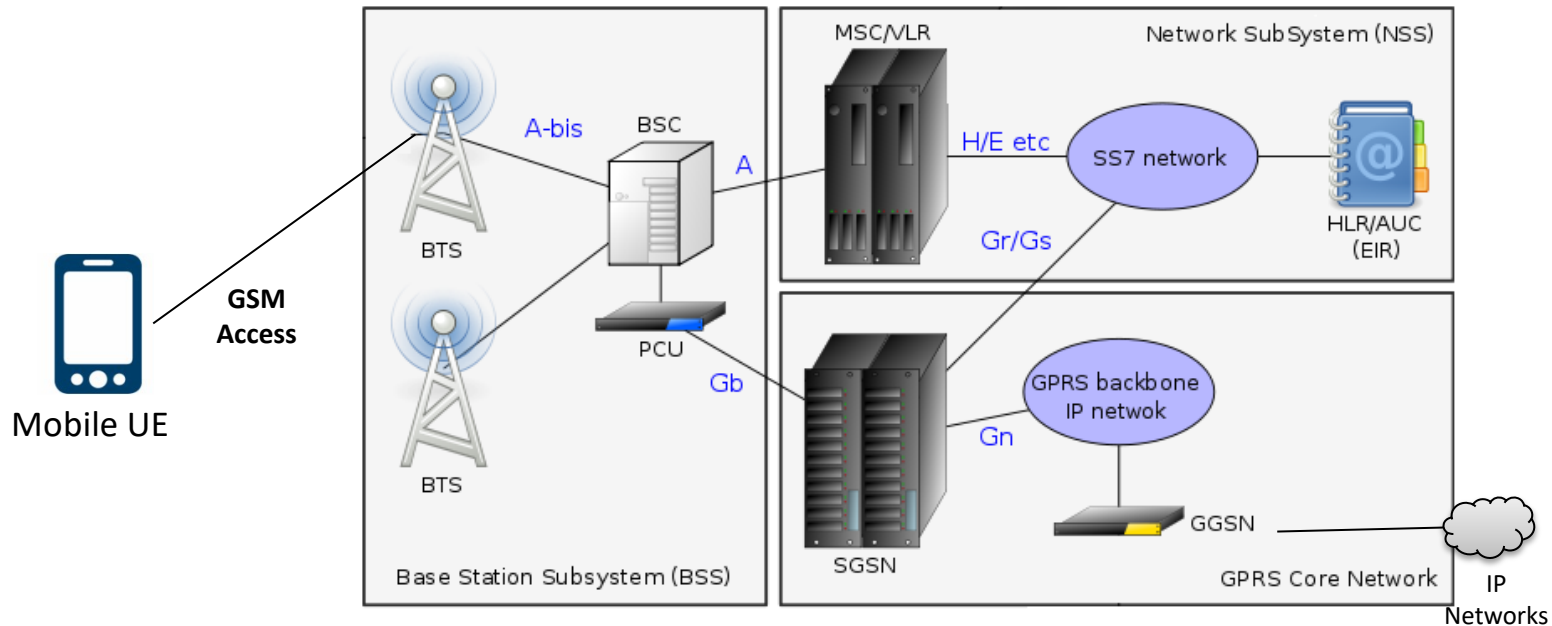 Mobile UE
GSM
Access
BTS
A-bis
BSC
A
BTS
PCU
Gb
Base Station Subsystem (BSS)
MSC/VLR
Network SubSystem (NSS)
H/E etc
SS7 network
HLR/AUC
(EIR)
Gr/Gs
GPRS backbone
IP netwok
Gn
SGSN
GGSN
GPRS Core Network
IP
Networks